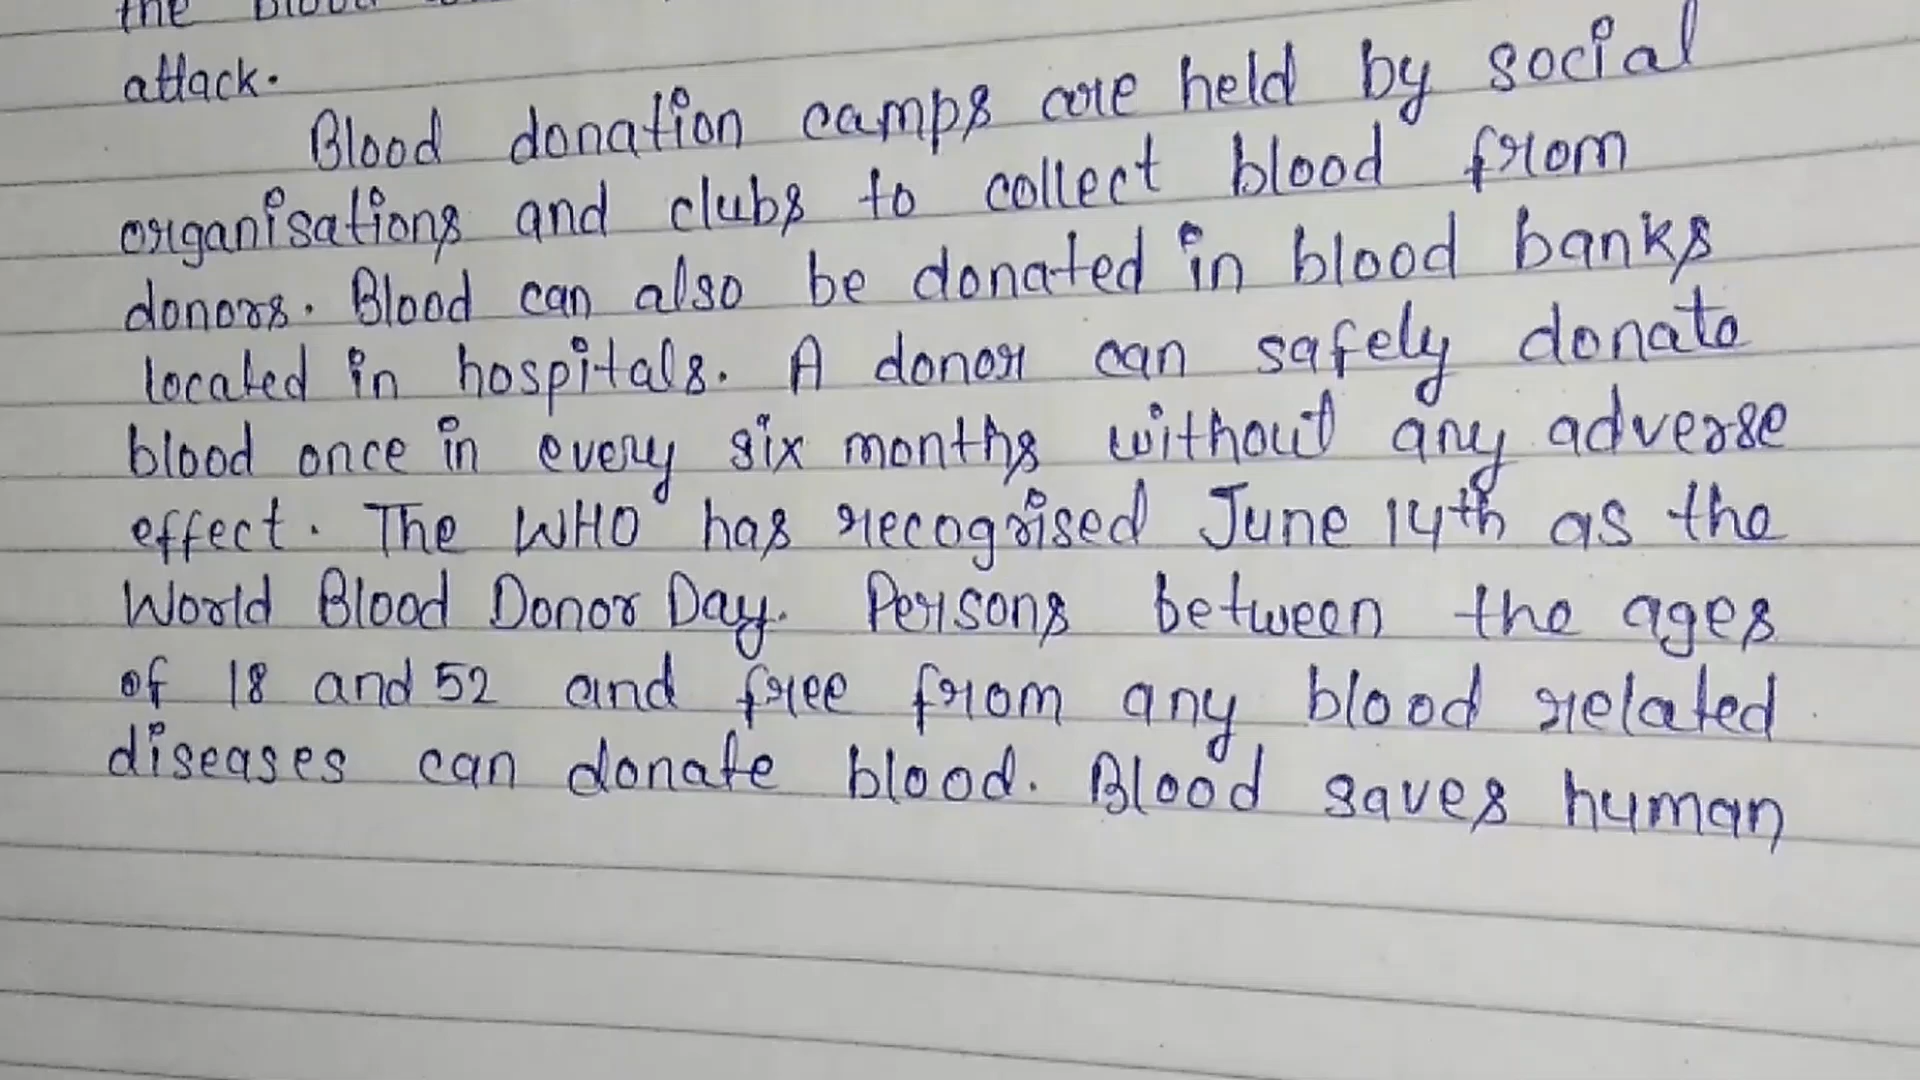 the Blood
attack.
Blood donation camps are held by social
organisations and clubs to collect blood from
donors. Blood can also be donated in blood banks
located in hospitals. A donor can safely donate
blood once in every six months without any adverse
effect. The WHO has recogised June 14th as the
World Blood Donor Day. Persons between the ages
of 18 and 52 and free from any blood related
diseases can donate blood. Blood saves human